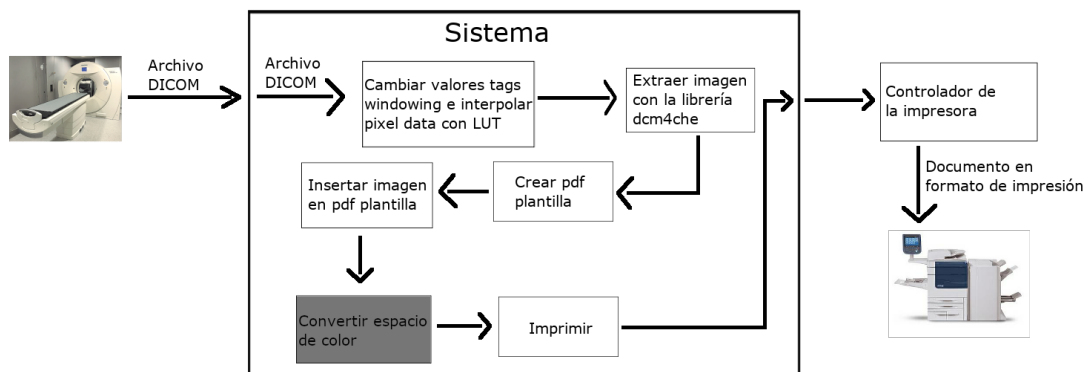 Sistema
Archivo
DICOM
Archivo
DICOM
Cambiar valores tags
windowing e interpolar
pixel data con LUT
Extraer imagen
con la librería
dcm4che
Controlador de
la impresora
Insertar imagen
en pdf plantilla
Crear pdf
plantilla
Documento en
formato de impresión
Convertir espacio
de color
Imprimir